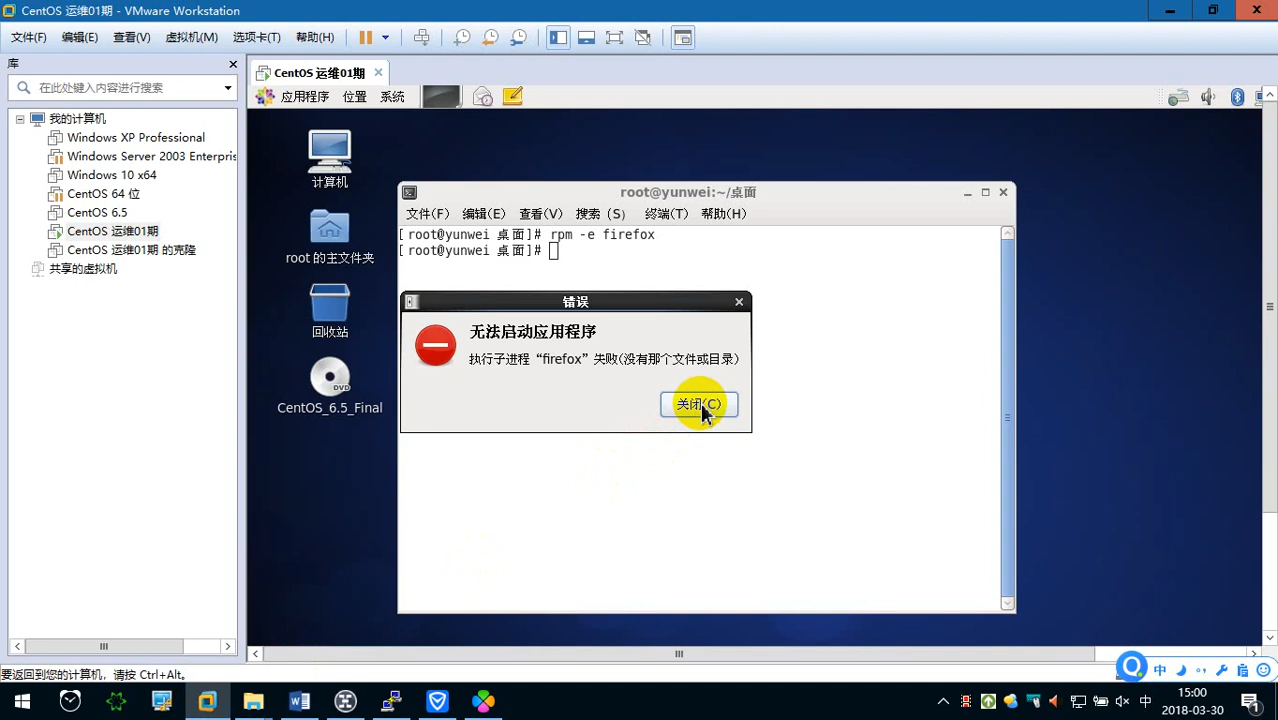 CentOS 运维01期 - VMware Workstation
文件(F) 编辑(E) 查看(V) 虚拟机(M) 选项卡(T) 帮助(H)
库
在此处键入内容进行搜索
我的计算机
Windows XP Professional
Windows Server 2003 Enterpris
Windows 10 x64
CentOS 64 位
CentOS 6.5
CentOS 运维01期
CentOS 运维01期 的克隆
共享的虚拟机
CentOS 运维01期
应用程序 位置 系统
计算机
root 的主文件夹
回收站
DVD
CentOS_6.5_Final
root@yunwei:~/桌面
文件(F) 编辑(E) 查看(V) 搜索 (S) 终端(T) 帮助(H)
[root@yunwei 桌面]# rpm -e firefox
[root@yunwei 桌面]#
错误
无法启动应用程序
执行子进程“firefox”失败(没有那个文件或目录)
关闭(C)
要返回到您的计算机，请按 Ctrl+Alt。
中
中
15:00
2018-03-30
1